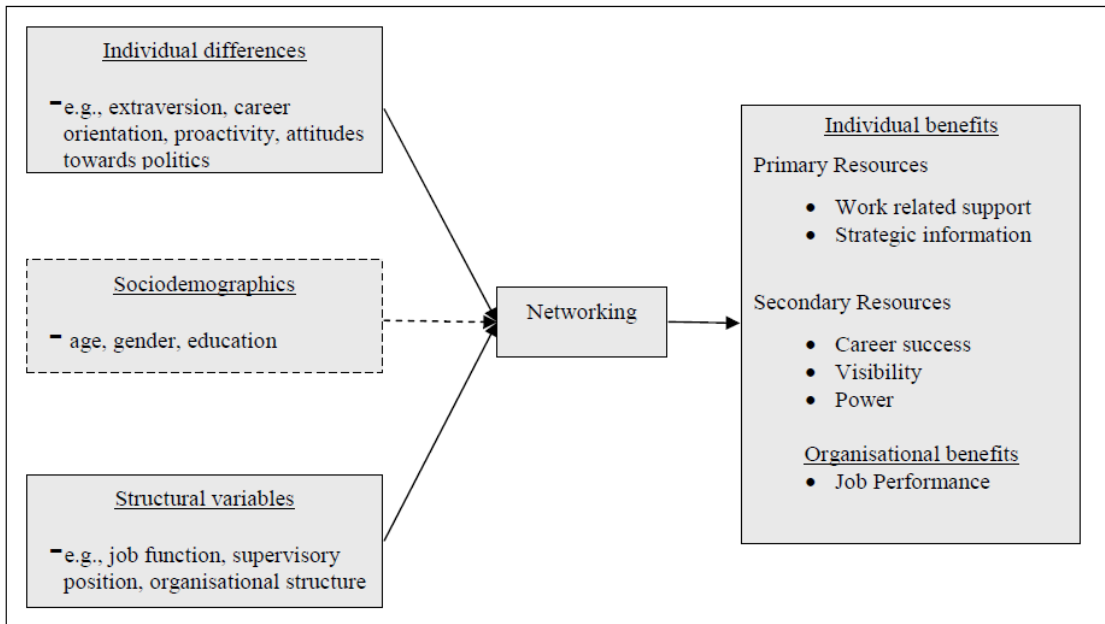 Individual differences
-e.g., extraversion, career
orientation, proactivity, attitudes
towards politics
Sociodemographics
- age, gender, education
Structural variables
-e.g., job function, supervisory
position, organisational structure
Networking
Individual benefits
Primary Resources
• Work related support
• Strategic information
Secondary Resources
• Career success
• Visibility
• Power
Organisational benefits
• Job Performance